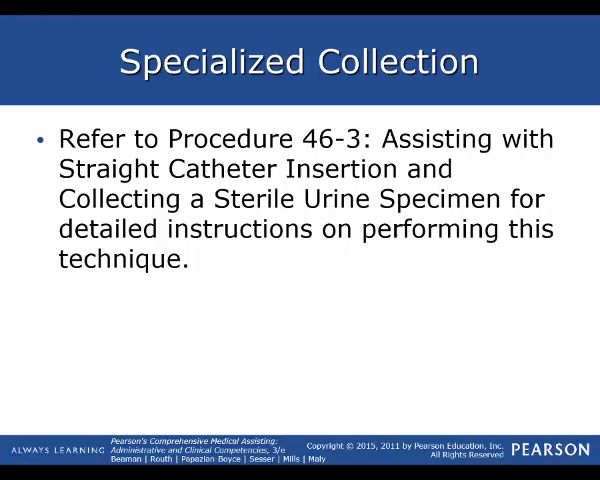 Specialized Collection
• Refer to Procedure 46-3: Assisting with
Straight Catheter Insertion and
Collecting a Sterile Urine Specimen for
detailed instructions on performing this
technique.
ALWAYS LEARNING
Pearson's Comprehensive Medical Assisting:
Administrative and Clinical Competencies, 3/e
Beaman | Routh | Papazian-Boyce | Sesser | Mills | Maly
Copyright © 2015, 2011 by Pearson Education, Inc.
All Rights Reserved
PEARSON